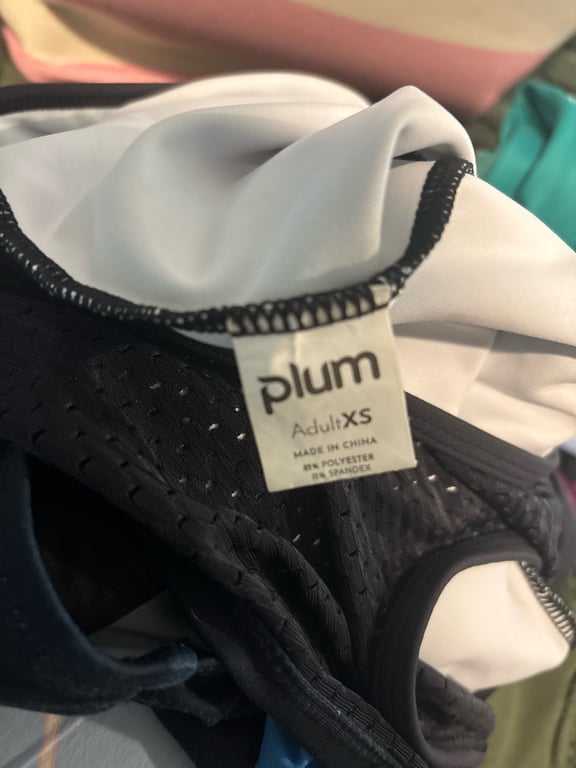 plum
AdultXS
MADE IN CHINA
85% POLYESTER
15% SPANDEX